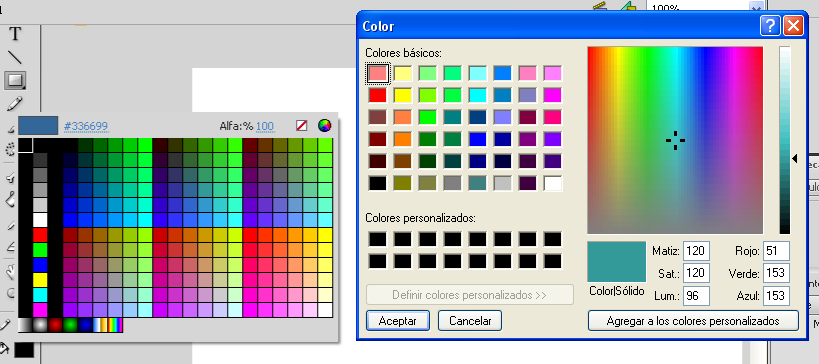 100%
T
Color
#336699
Alfa:% 100
Colores básicos:
Colores personalizados:
Definir colores personalizados >>
Aceptar
Cancelar
Color|Sólido
Matiz: 120
Sat.: 120
Lum.: 96
Rojo: 51
Verde: 153
Azul: 153
Agregar a los colores personalizados